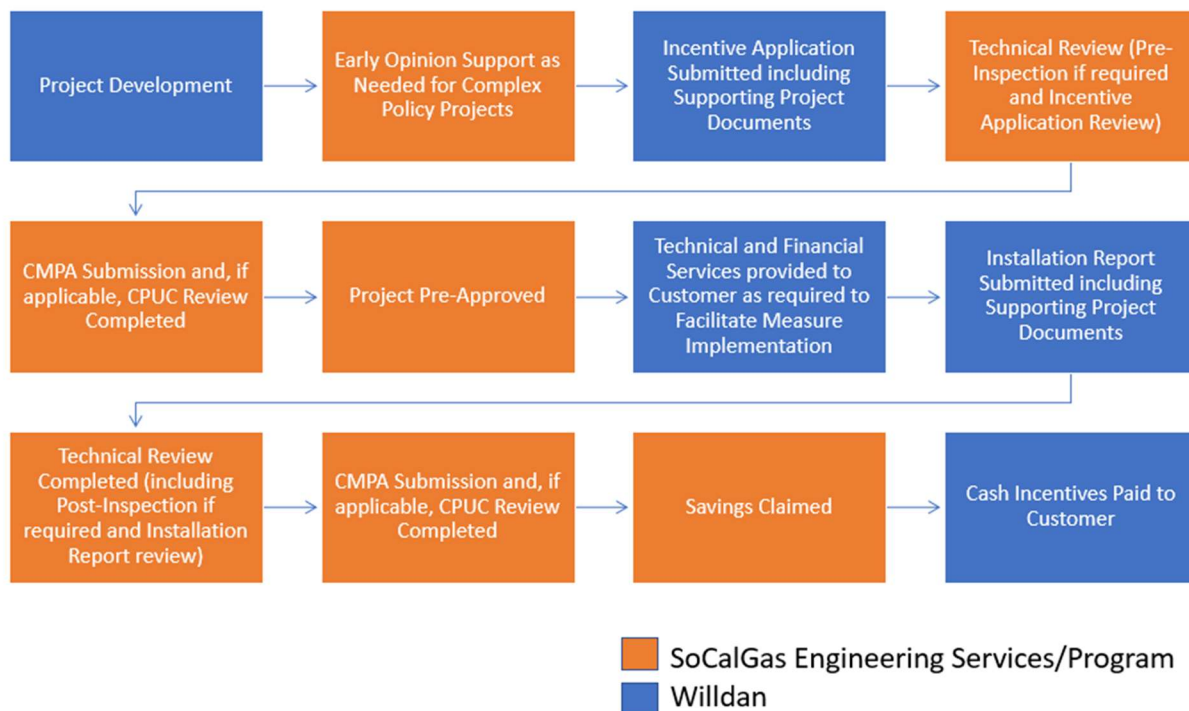 Project Development
Early Opinion Support as
Needed for Complex
Policy Projects
Incentive Application
Submitted including
Supporting Project
Documents
Technical Review (Pre-
Inspection if required
and Incentive
Application Review)
CMPA Submission and, if
applicable, CPUC Review
Completed
Project Pre-Approved
Technical and Financial
Services provided to
Customer as required to
Facilitate Measure
Implementation
Installation Report
Submitted including
Supporting Project
Documents
Technical Review
Completed (including
Post-Inspection if
required and Installation
Report review)
CMPA Submission and, if
applicable, CPUC Review
Completed
Savings Claimed
Cash Incentives Paid to
Customer
SoCalGas Engineering Services/Program
Willdan